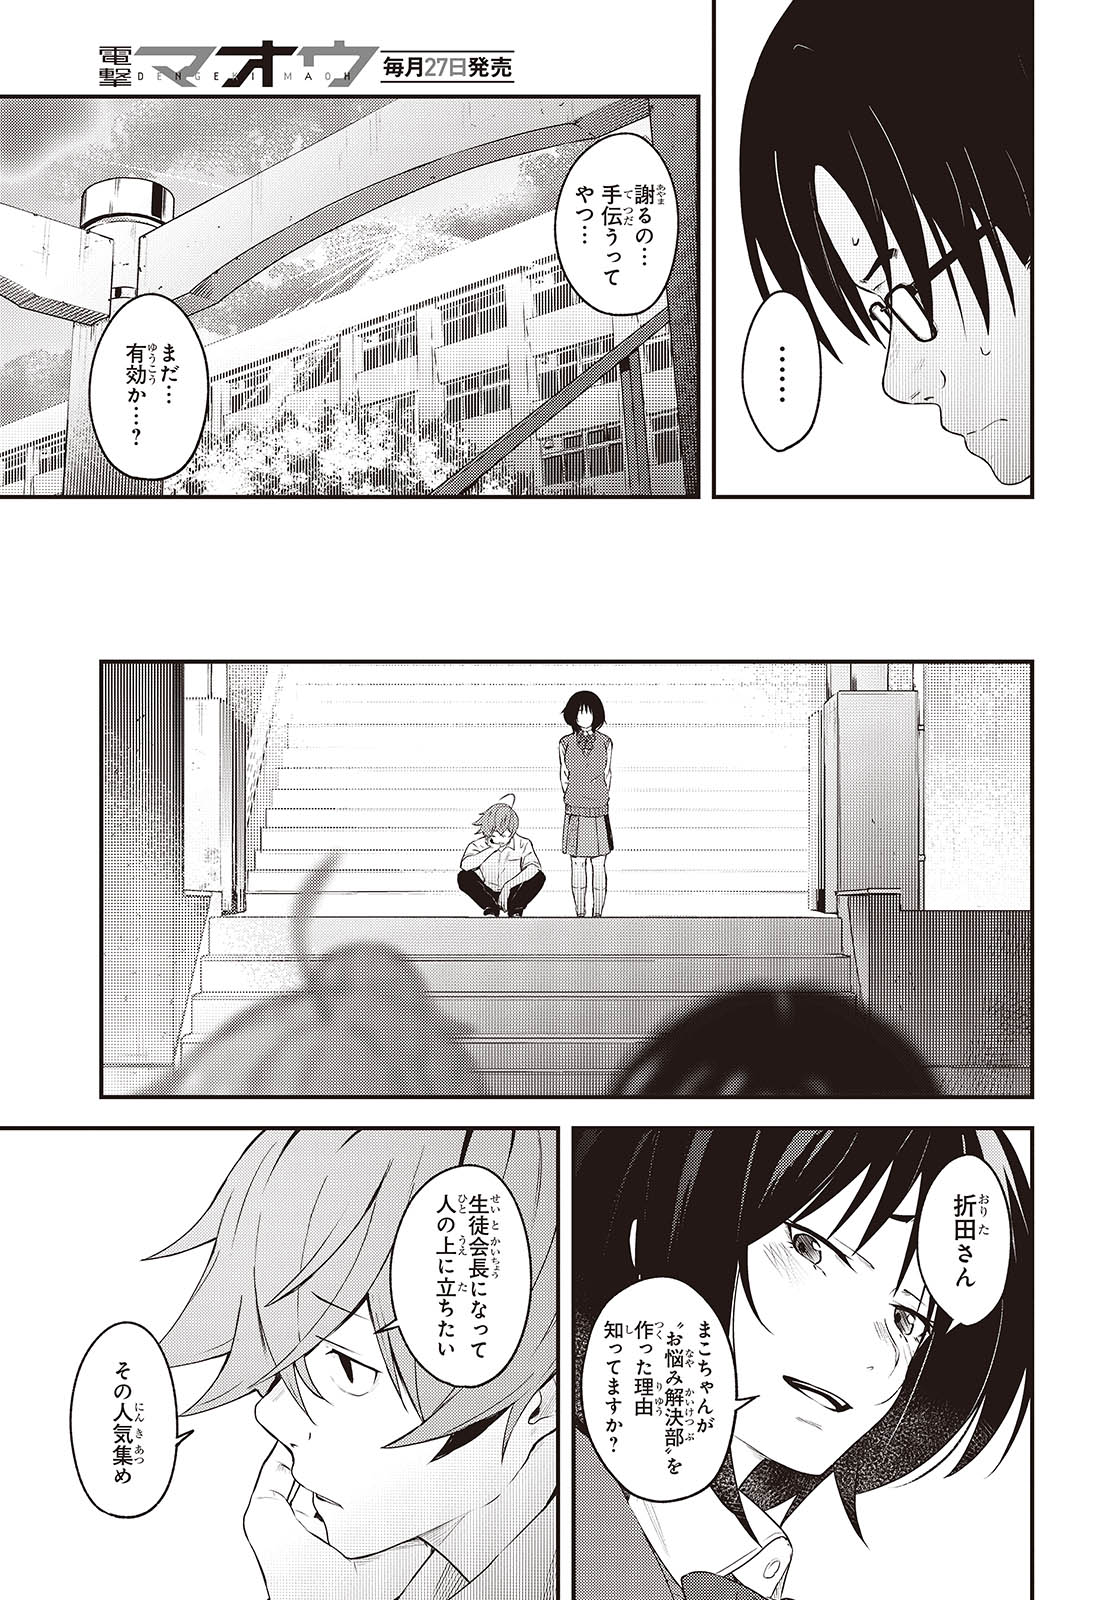 電撃マオウ
DENGEKI MAOH
毎月27日発売
………
謝るの…
手伝うって
やつ…
まだ…
有効か…?
折田さん
まこちゃんが
〝お悩み解決部〟を
作った理由
知ってますか?
生徒会長になって
人の上に立ちたい
その人気集め